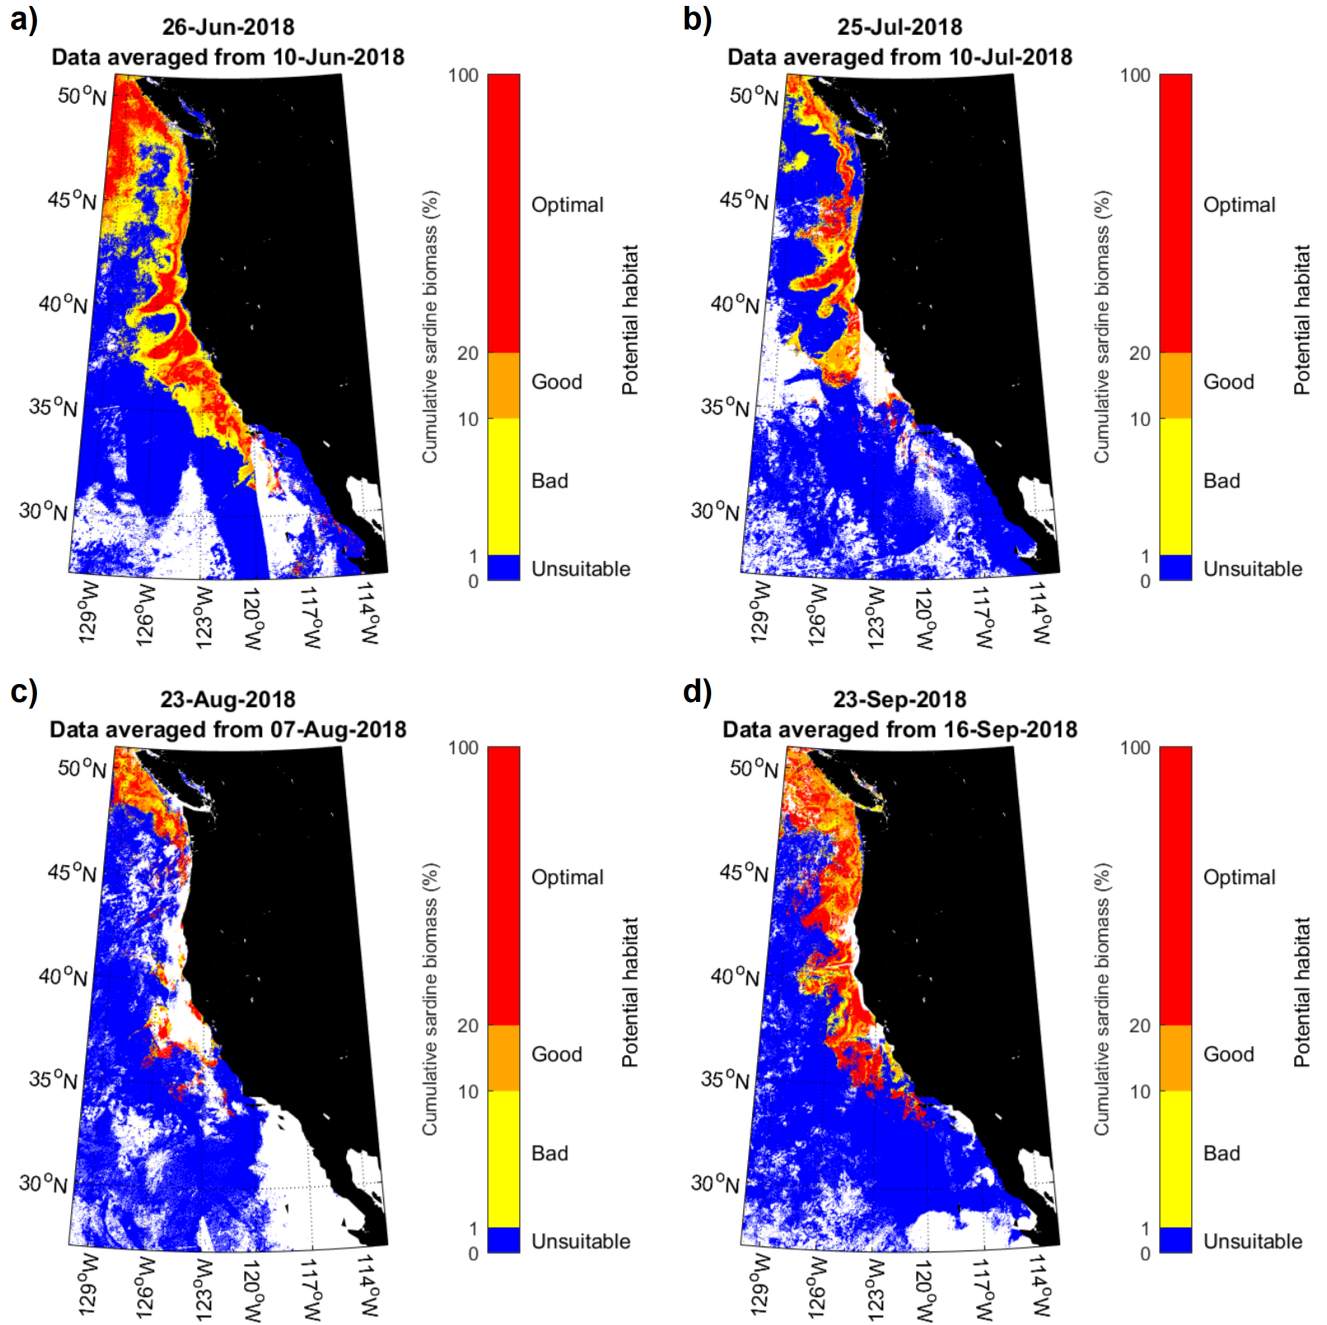 a)
26-Jun-2018
Data averaged from 10-Jun-2018
50°N
45°N
40°N
35°N
30°N
129°W
126°W
123°W
120°W
117°W
114°W
100
20
10
1
0
Cumulative sardine biomass (%)
Optimal
Good
Bad
Unsuitable
Potential habitat
b)
25-Jul-2018
Data averaged from 10-Jul-2018
50°N
45°N
40°N
35°N
30°N
129°W
126°W
123°W
120°W
117°W
114°W
100
20
10
1
0
Cumulative sardine biomass (%)
Optimal
Good
Bad
Unsuitable
Potential habitat
c)
23-Aug-2018
Data averaged from 07-Aug-2018
50°N
45°N
40°N
35°N
30°N
129°W
126°W
123°W
120°W
117°W
114°W
100
20
10
1
0
Cumulative sardine biomass (%)
Optimal
Good
Bad
Unsuitable
Potential habitat
d)
23-Sep-2018
Data averaged from 16-Sep-2018
50°N
45°N
40°N
35°N
30°N
129°W
126°W
123°W
120°W
117°W
114°W
100
20
10
1
0
Cumulative sardine biomass (%)
Optimal
Good
Bad
Unsuitable
Potential habitat